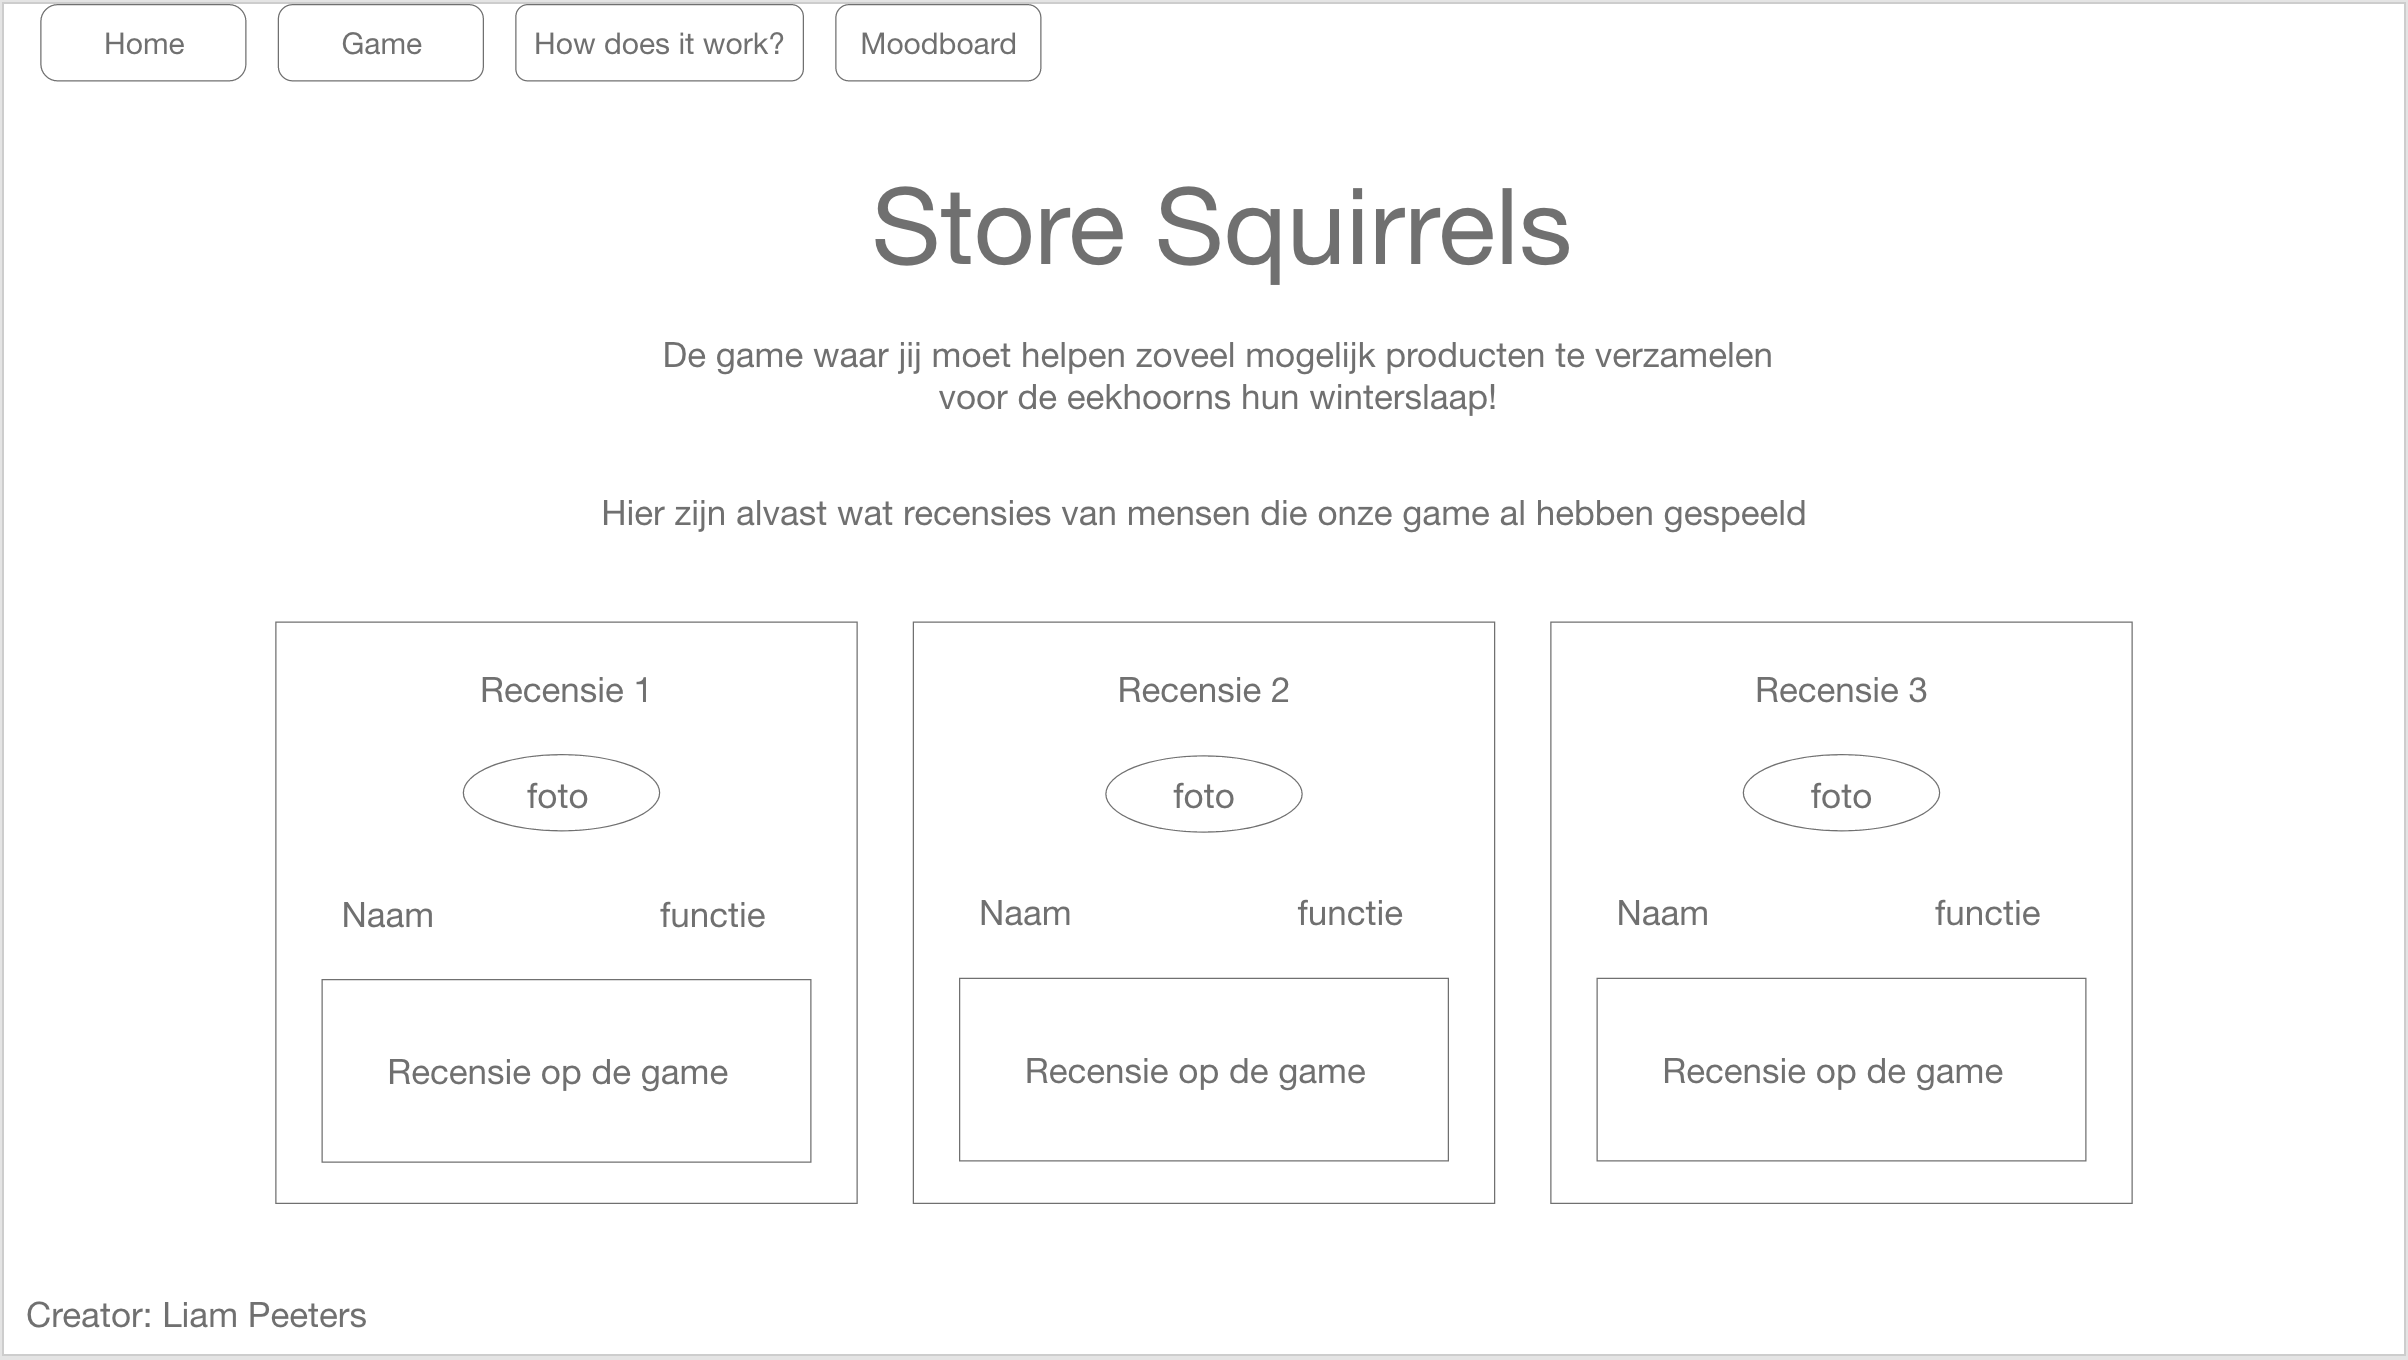 Home Game How does it work? Moodboard
Store Squirrels
De game waar jij moet helpen zoveel mogelijk producten te verzamelen
voor de eekhoorns hun winterslaap!
Hier zijn alvast wat recensies van mensen die onze game al hebben gespeeld
Recensie 1
foto
Naam functie
Recensie op de game
Recensie 2
foto
Naam functie
Recensie op de game
Recensie 3
foto
Naam functie
Recensie op de game
Creator: Liam Peeters